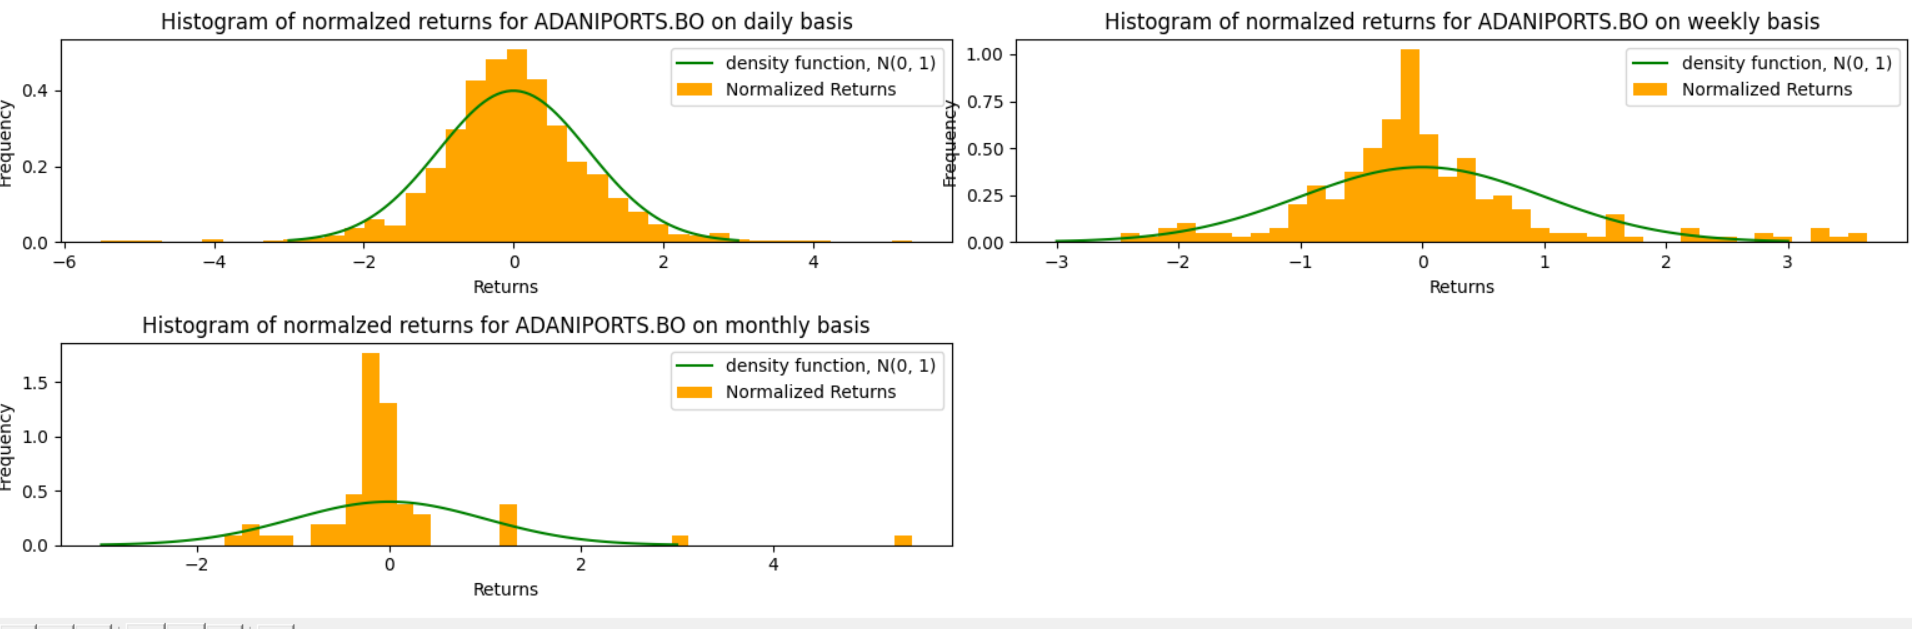 Histogram of normalzed returns for ADANIPORTS.BO on daily basis
density function, N(0, 1)
Normalized Returns
Frequency
0.4
0.2
0.0
−6 −4 −2 0 2 4
Returns
Histogram of normalzed returns for ADANIPORTS.BO on weekly basis
density function, N(0, 1)
Normalized Returns
Frequency
1.00
0.75
0.50
0.25
0.00
−3 −2 −1 0 1 2 3
Returns
Histogram of normalzed returns for ADANIPORTS.BO on monthly basis
density function, N(0, 1)
Normalized Returns
Frequency
1.5
1.0
0.5
0.0
−2 0 2 4
Returns